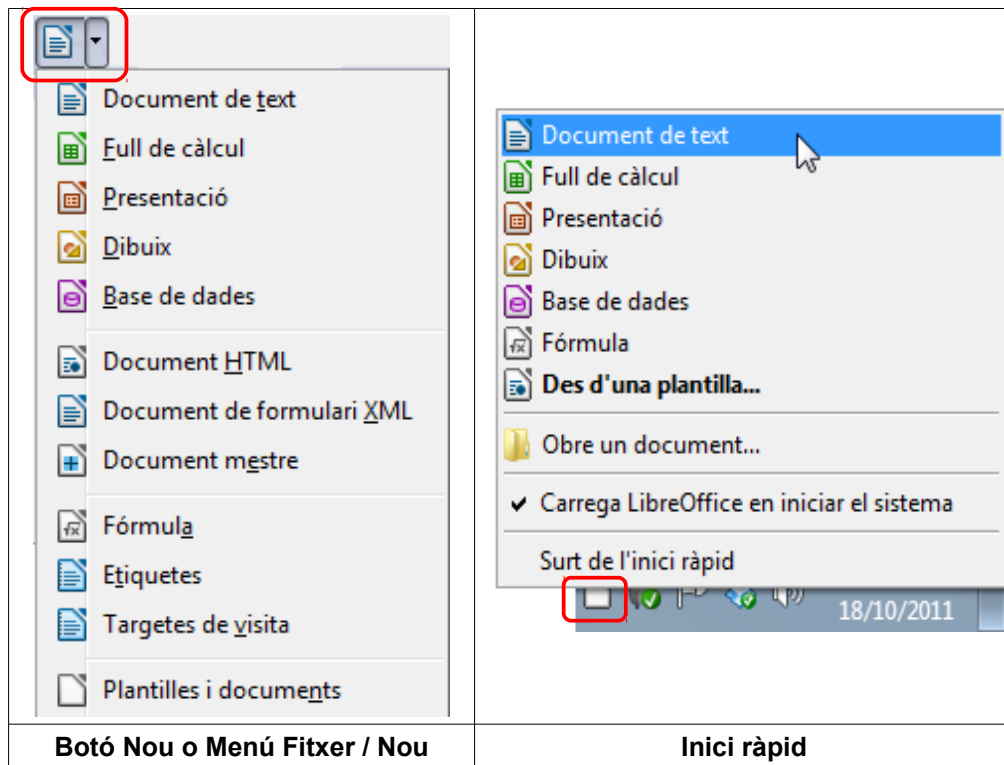 Document de text
Full de càlcul
Presentació
Dibuix
Base de dades
Document HTML
Document de formulari XML
Document mestre
Fórmula
Etiquetes
Targetes de visita
Plantilles i documents
Botó Nou o Menú Fitxer / Nou
Document de text
Full de càlcul
Presentació
Dibuix
Base de dades
Fórmula
Des d'una plantilla...
Obre un document...
Carrega LibreOffice en iniciar el sistema
Surt de l'inici ràpid
18/10/2011
Inici ràpid